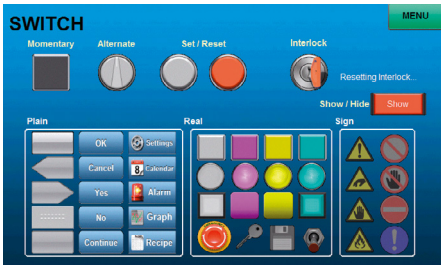 SWITCH
MENU
Momentary
Alternate
Set / Reset
Interlock
Resetting Interlock...
Show / Hide
Show
Plain
Real
Sign
OK
Settings
Cancel
8, Calendar
Yes
Alarm
No
Graph
Continue
Recipe